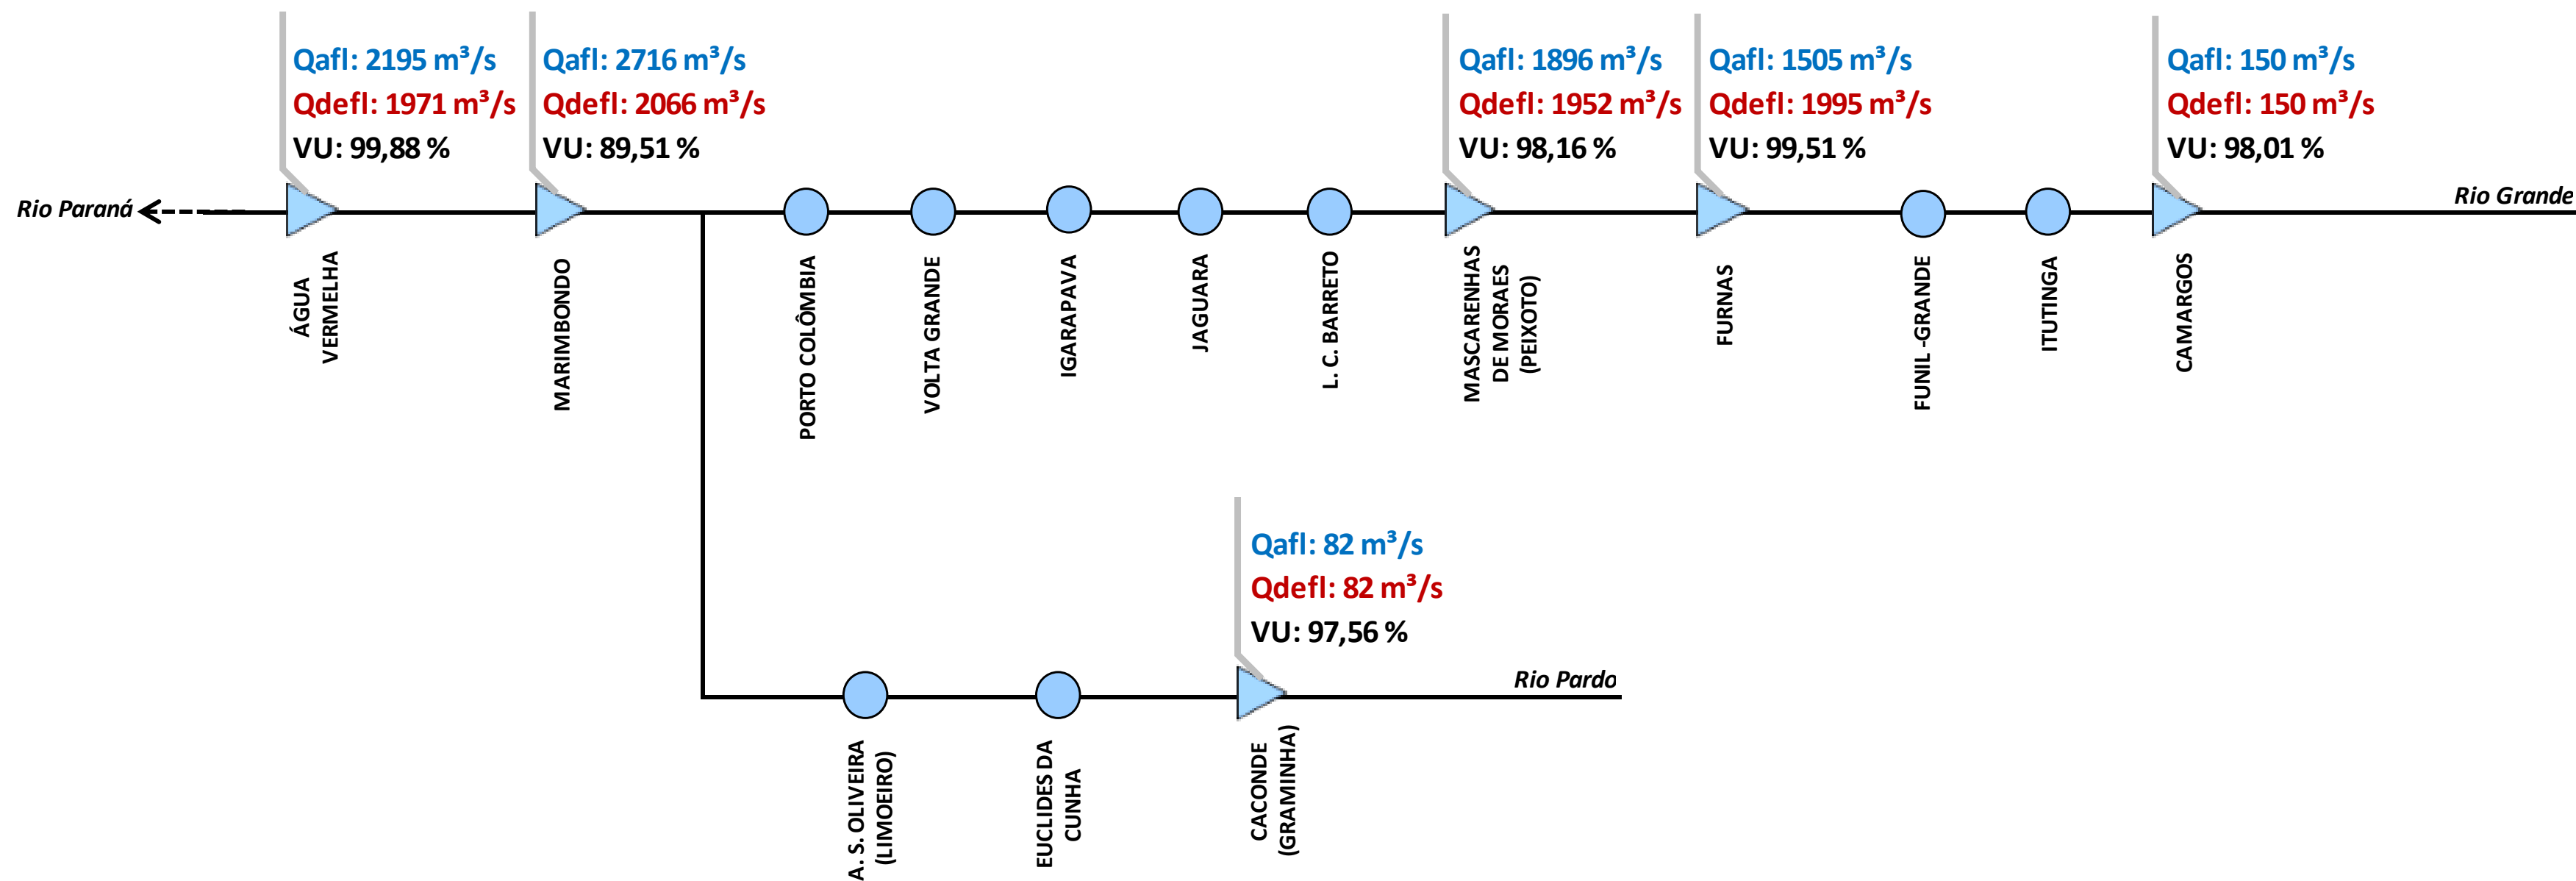 Qafl: 2195 m³/s
Qdefl: 1971 m³/s
VU: 99,88 %
Qafl: 2716 m³/s
Qdefl: 2066 m³/s
VU: 89,51 %
Qafl: 1896 m³/s
Qdefl: 1952 m³/s
VU: 98,16 %
Qafl: 1505 m³/s
Qdefl: 1995 m³/s
VU: 99,51 %
Qafl: 150 m³/s
Qdefl: 150 m³/s
VU: 98,01 %
Rio Paraná
Rio Grande
ÁGUA
VERMELHA
MARIMBONDO
PORTO COLÔMBIA
VOLTA GRANDE
IGARAPAVA
JAGUARA
L. C. BARRETO
MASCARENHAS
DE MORAES
(PEIXOTO)
FURNAS
FUNIL -GRANDE
ITUTINGA
CAMARGOS
Qafl: 82 m³/s
Qdefl: 82 m³/s
VU: 97,56 %
Rio Pardo
A. S. OLIVEIRA
(LIMOEIRO)
EUCLIDES DA
CUNHA
CACONDE
(GRAMINHA)